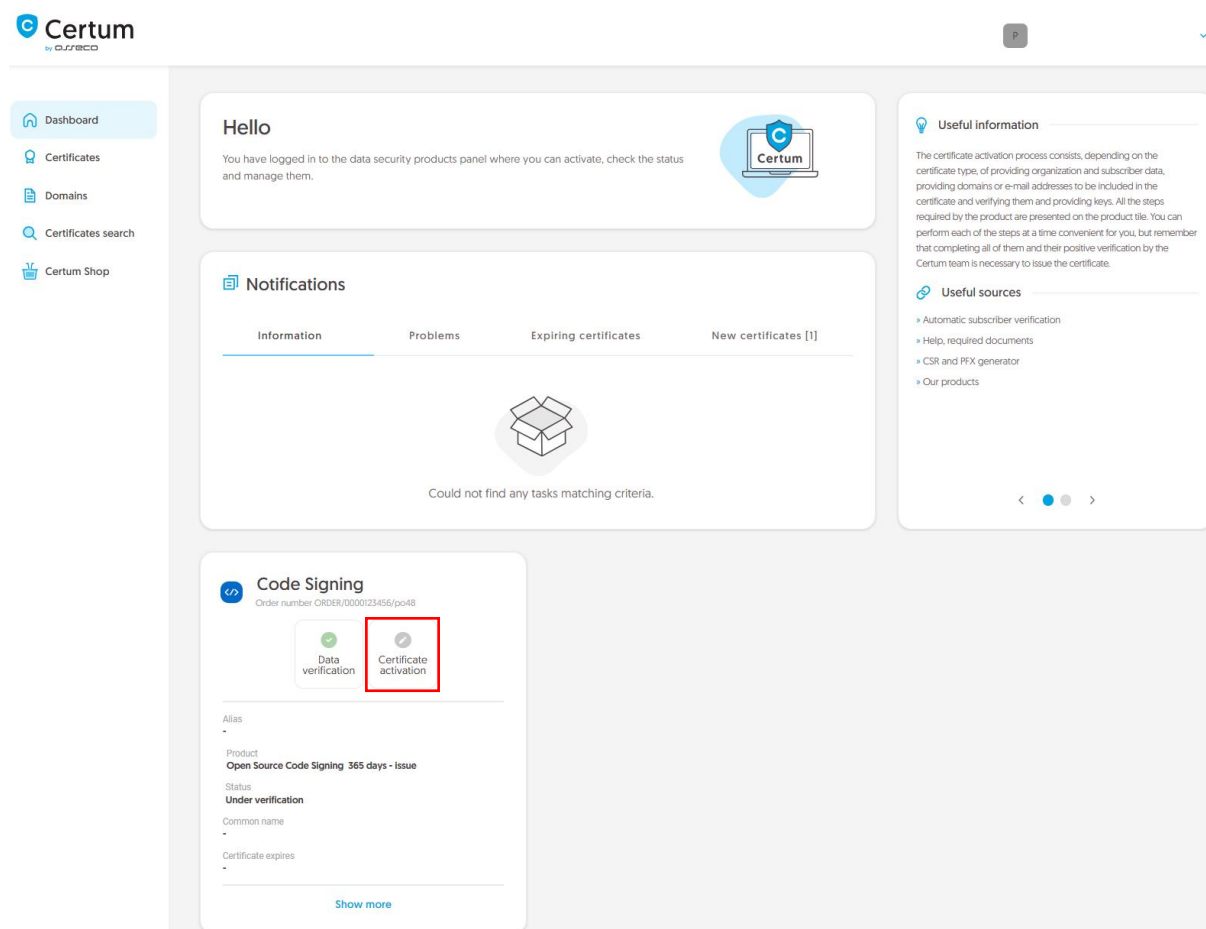 Certum
by asseco
P
Dashboard
Certificates
Domains
Certificates search
Certum Shop
Hello
You have logged in to the data security products panel where you can activate, check the status
and manage them.
Certum
Notifications
Information
Problems
Expiring certificates
New certificates [1]
Could not find any tasks matching criteria.
Useful information
The certificate activation process consists, depending on the
certificate type, of providing organization and subscriber data,
providing domains or e-mail addresses to be included in the
certificate and verifying them and providing keys. All the steps
required by the product are presented on the product tile. You can
perform each of the steps at a time convenient for you, but remember
that completing all of them and their positive verification by the
Certum team is necessary to issue the certificate.
Useful sources
» Automatic subscriber verification
» Help, required documents
» CSR and PFX generator
» Our products
Code Signing
Order number ORDER/0000123456/po48
Data
verification
Certificate
activation
Alias
-
Product
Open Source Code Signing 365 days - issue
Status
Under verification
Common name
-
Certificate expires
-
Show more